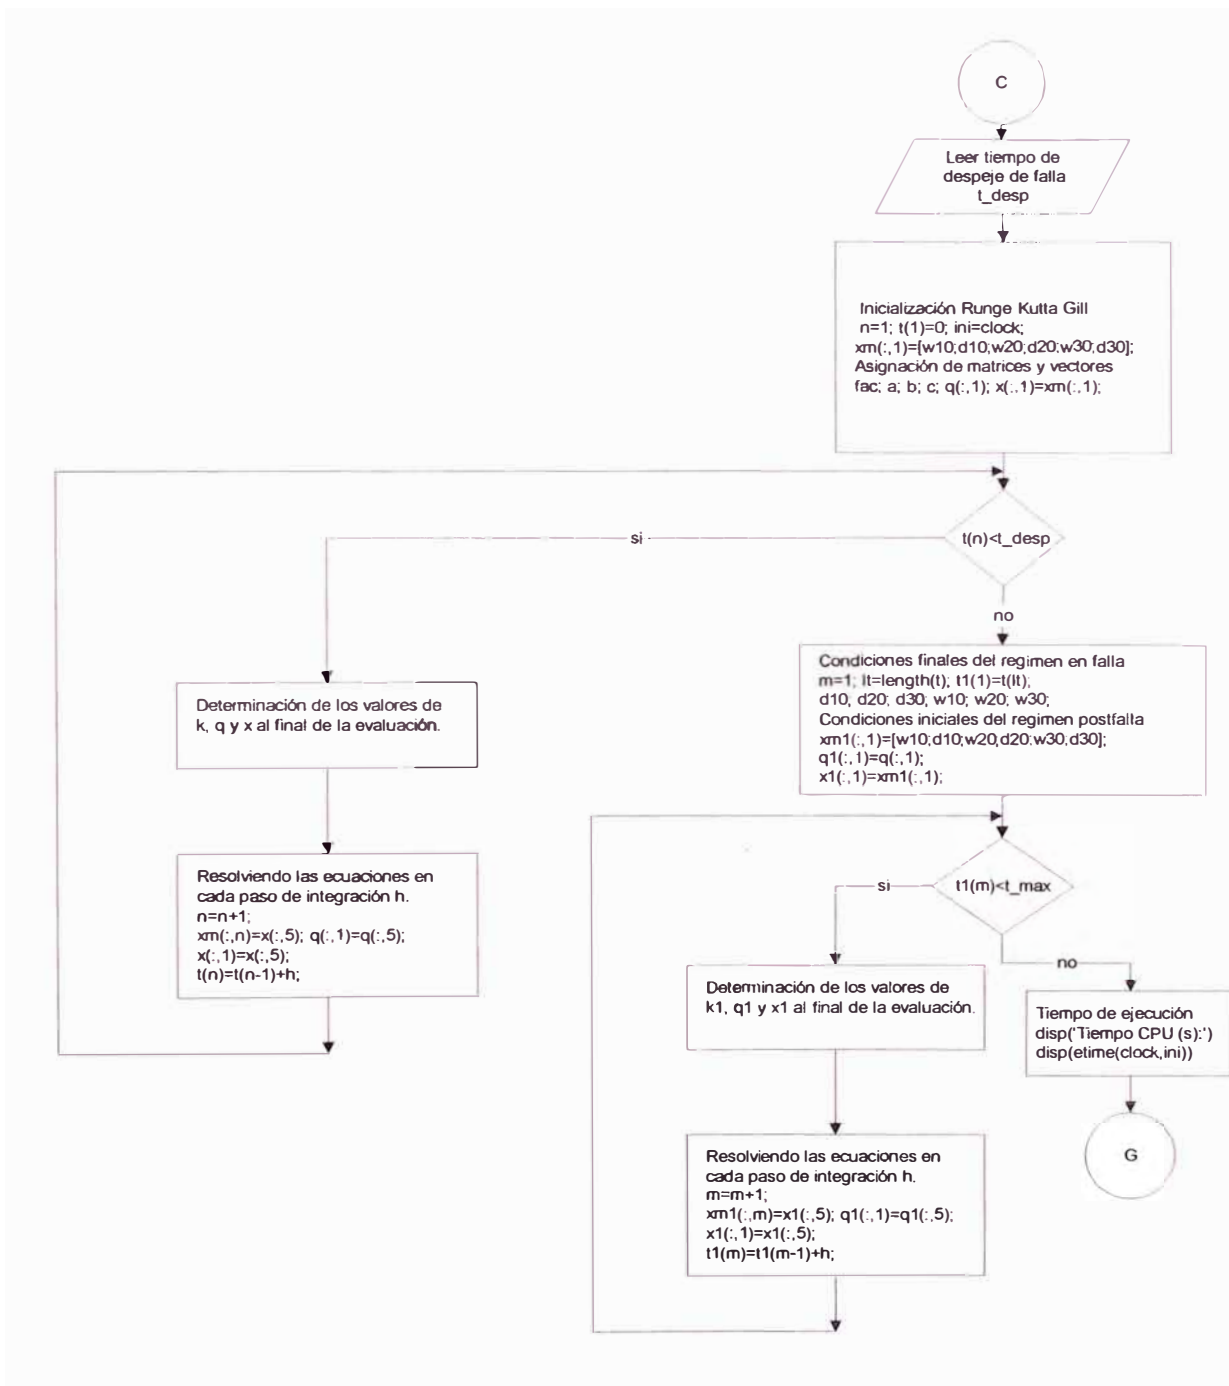 C
Leer tiempo de
despeje de falla
t_desp
Inicialización Runge Kutta Gill
n=1; t(1)=0; ini=clock;
xm(:,1)=[w10;d10;w20;d20;w30;d30];
Asignación de matrices y vectores
fac; a; b; c; q(:,1); x(:,1)=xm(:,1);
t(n)<t_desp
si
no
Determinación de los valores de
k, q y x al final de la evaluación.
Resolviendo las ecuaciones en
cada paso de integración h.
n=n+1;
xm(:,n)=x(:,5); q(:,1)=q(:,5);
x(:,1)=x(:,5);
t(n)=t(n-1)+h;
Condiciones finales del regimen en falla
m=1; lt=length(t); t1(1)=t(lt);
d10; d20; d30; w10; w20; w30;
Condiciones iniciales del regimen postfalla
xm1(:,1)=[w10;d10;w20;d20;w30;d30];
q1(:,1)=q(:,1);
x1(:,1)=xm1(:,1);
t1(m)<t_max
si
no
Determinación de los valores de
k1, q1 y x1 al final de la evaluación.
Resolviendo las ecuaciones en
cada paso de integración h.
m=m+1;
xm1(:,m)=x1(:,5); q1(:,1)=q1(:,5);
x1(:,1)=x1(:,5);
t1(m)=t1(m-1)+h;
Tiempo de ejecución
disp('Tiempo CPU (s):')
disp(etime(clock,ini))
G